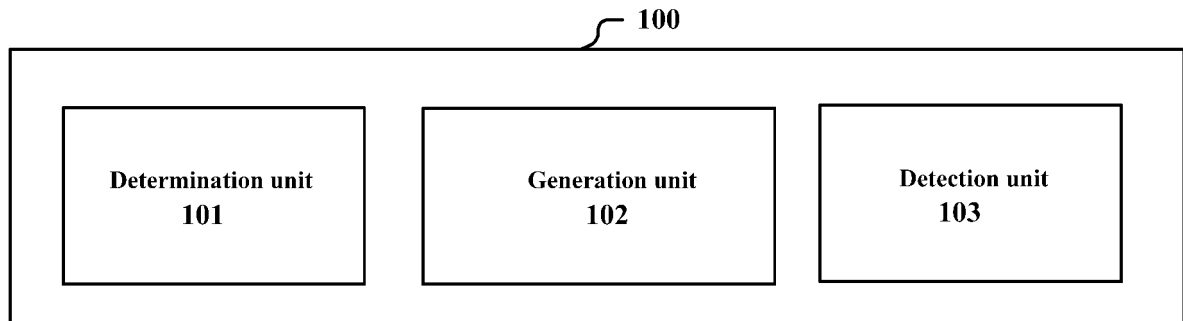 100
Determination unit
101
Generation unit
102
Detection unit
103